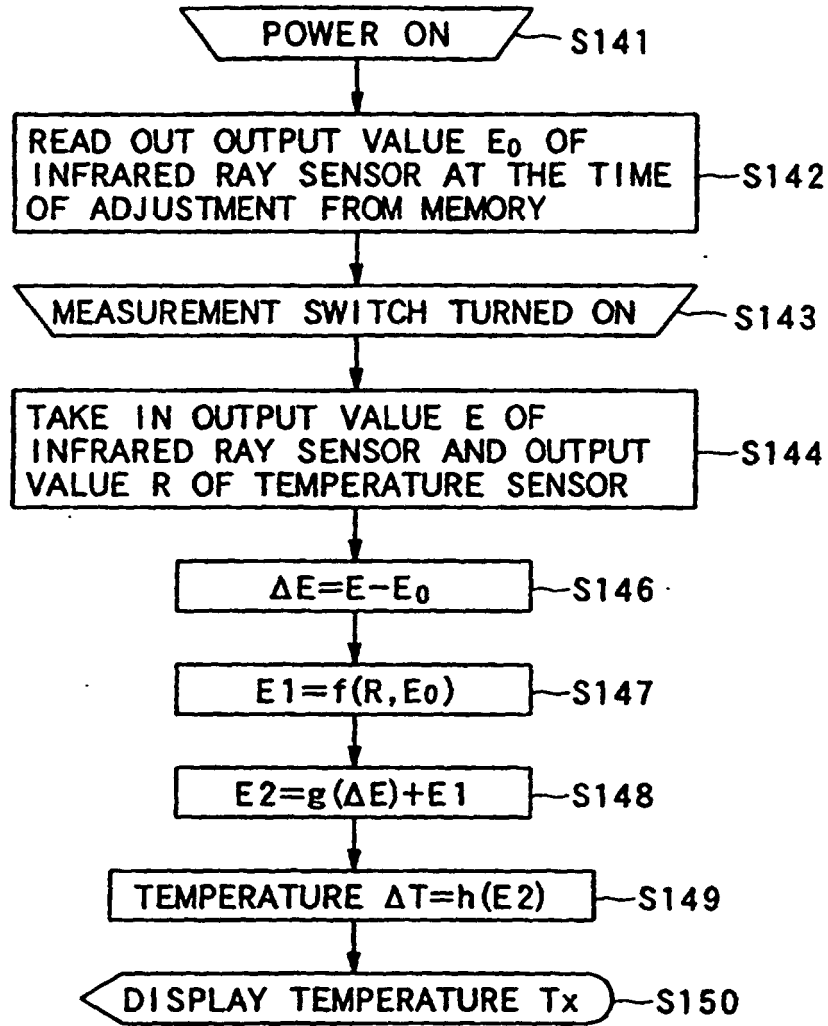 POWER ON
S141
READ OUT OUTPUT VALUE E0 OF
INFRARED RAY SENSOR AT THE TIME
OF ADJUSTMENT FROM MEMORY
S142
MEASUREMENT SWITCH TURNED ON
S143
TAKE IN OUTPUT VALUE E OF
INFRARED RAY SENSOR AND OUTPUT
VALUE R OF TEMPERATURE SENSOR
S144
ΔE=E-E0
S146
E1=f(R,E0)
S147
E2=g(ΔE)+E1
S148
TEMPERATURE ΔT=h(E2)
S149
DISPLAY TEMPERATURE Tx
S150